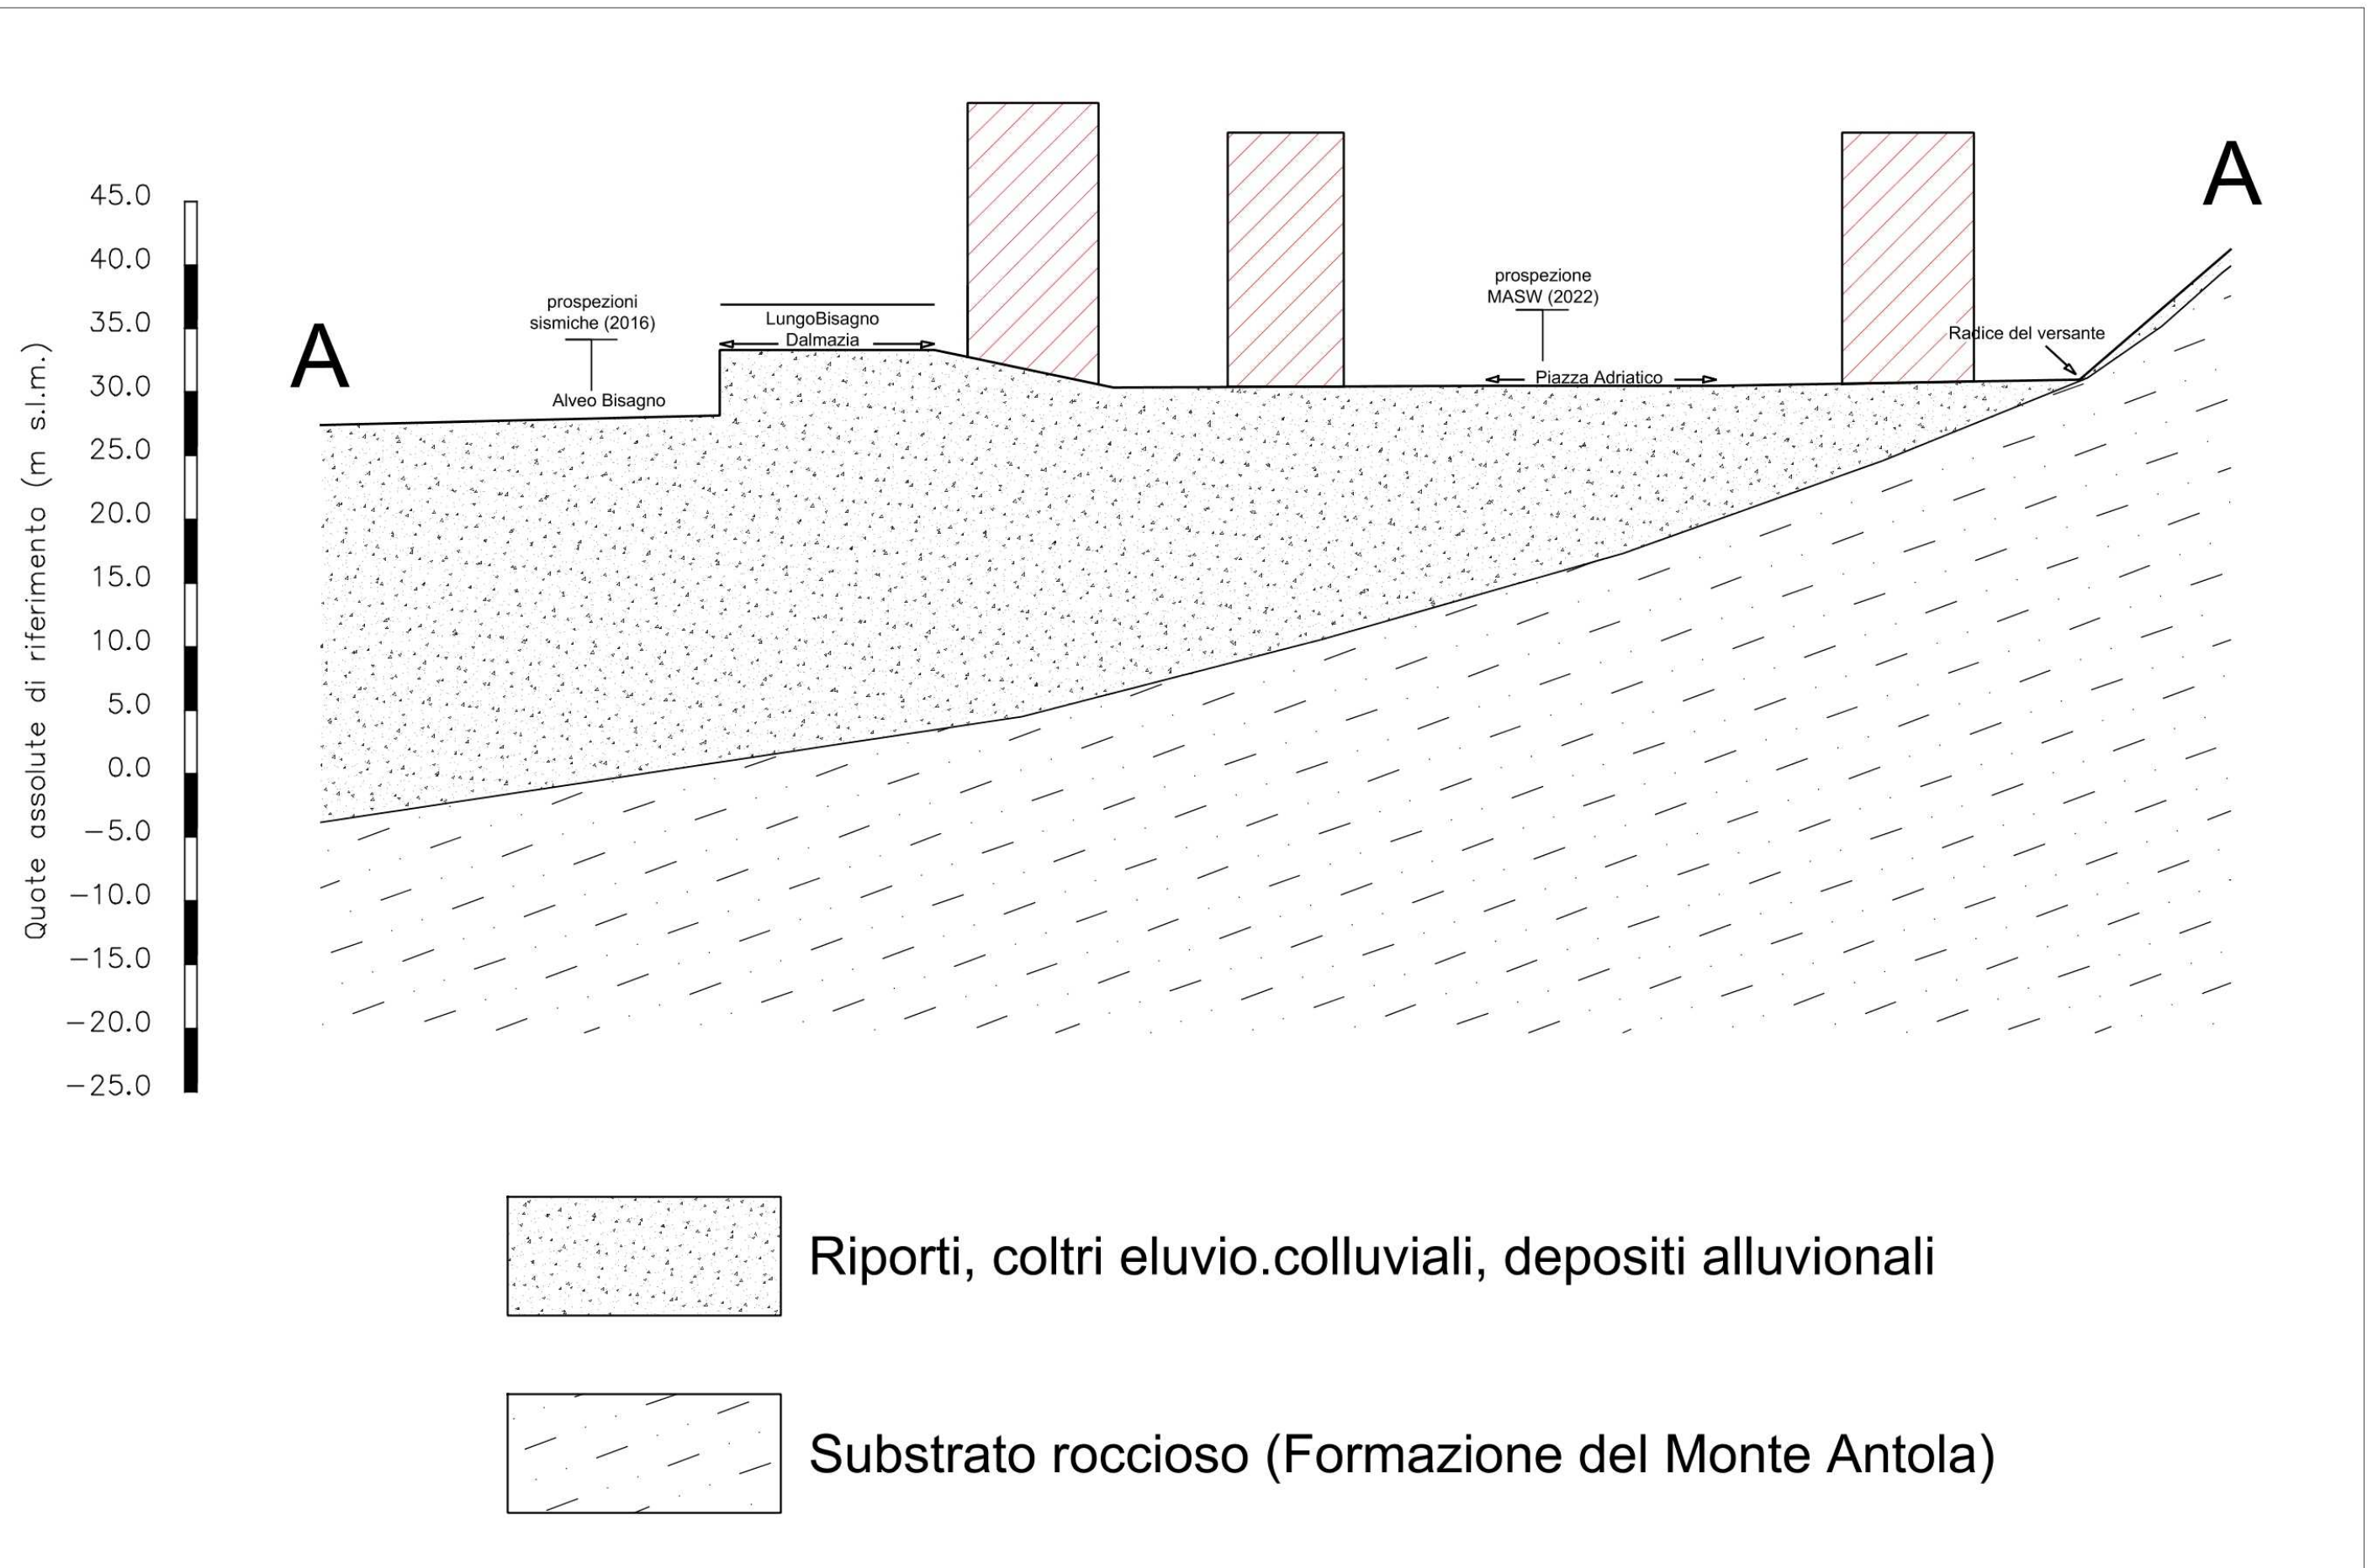 A
A
prospezioni
sismiche (2016)
Alveo Bisagno
LungoBisagno
Dalmazia
prospezione
MASW (2022)
Piazza Adriatico
Radice del versante
Quote assolute di riferimento (m s.l.m.)
45.0
40.0
35.0
30.0
25.0
20.0
15.0
10.0
5.0
0.0
−5.0
−10.0
−15.0
−20.0
−25.0
Riporti, coltri eluvio.colluviali, depositi alluvionali
Substrato roccioso (Formazione del Monte Antola)